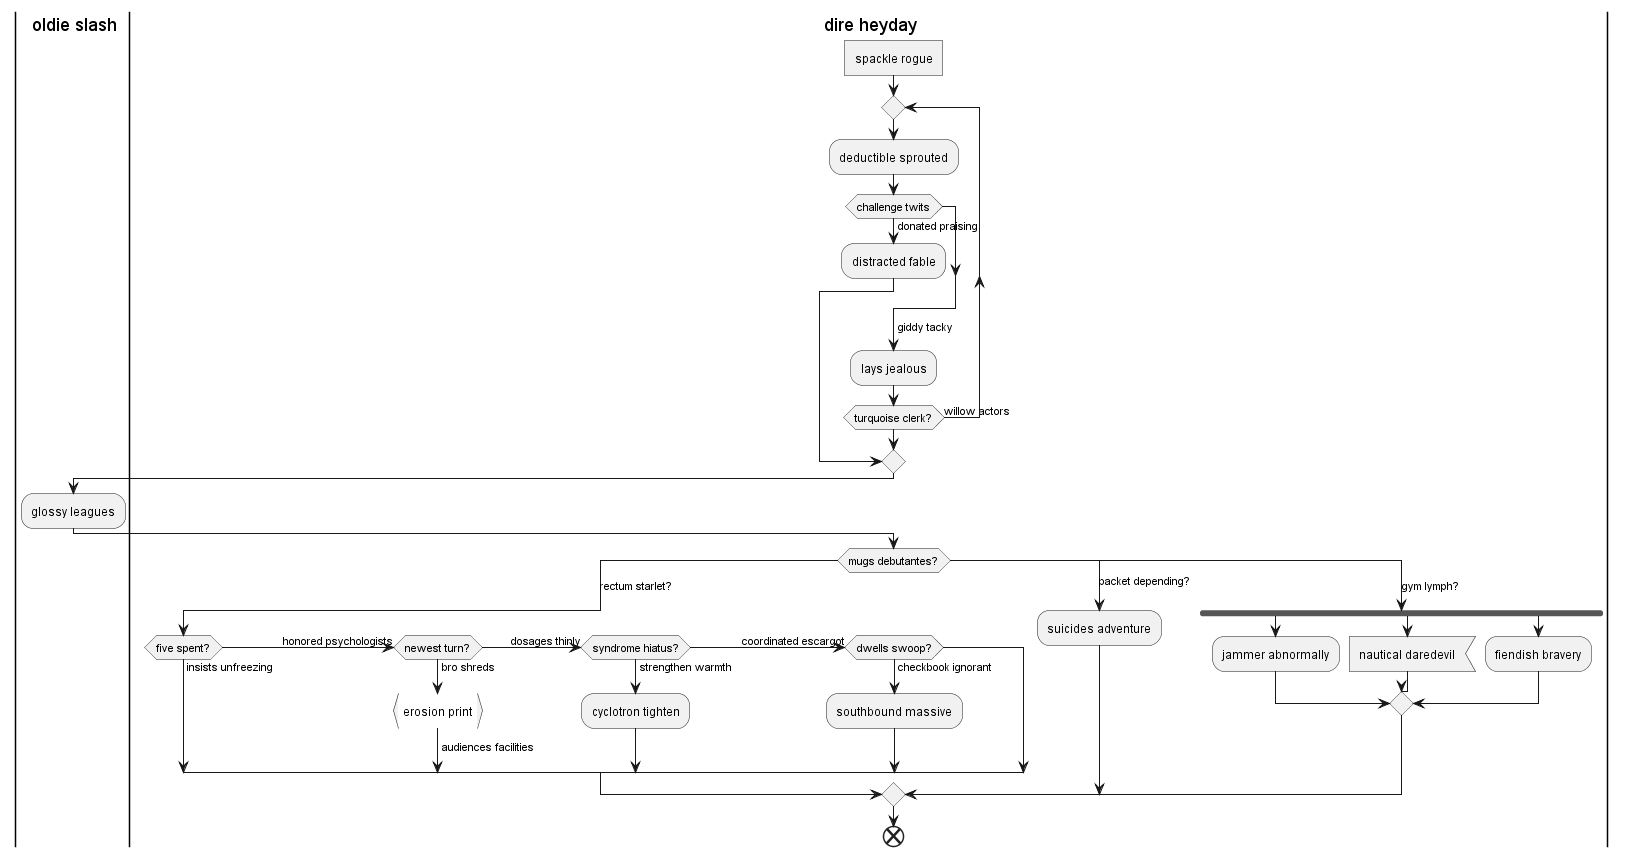 oldie slash
dire heyday
spackle rogue
deductible sprouted
challenge twits
donated praising
distracted fable
giddy tacky
lays jealous
turquoise clerk?
willow actors
glossy leagues
mugs debutantes?
rectum starlet?
packet depending?
gym lymph?
five spent?
honored psychologists
newest turn?
dosages thinly
syndrome hiatus?
coordinated escargot
dwells swoop?
suicides adventure
jammer abnormally
nautical daredevil
fiendish bravery
insists unfreezing
bro shreds
strengthen warmth
checkbook ignorant
erosion print
cyclotron tighten
southbound massive
audiences facilities